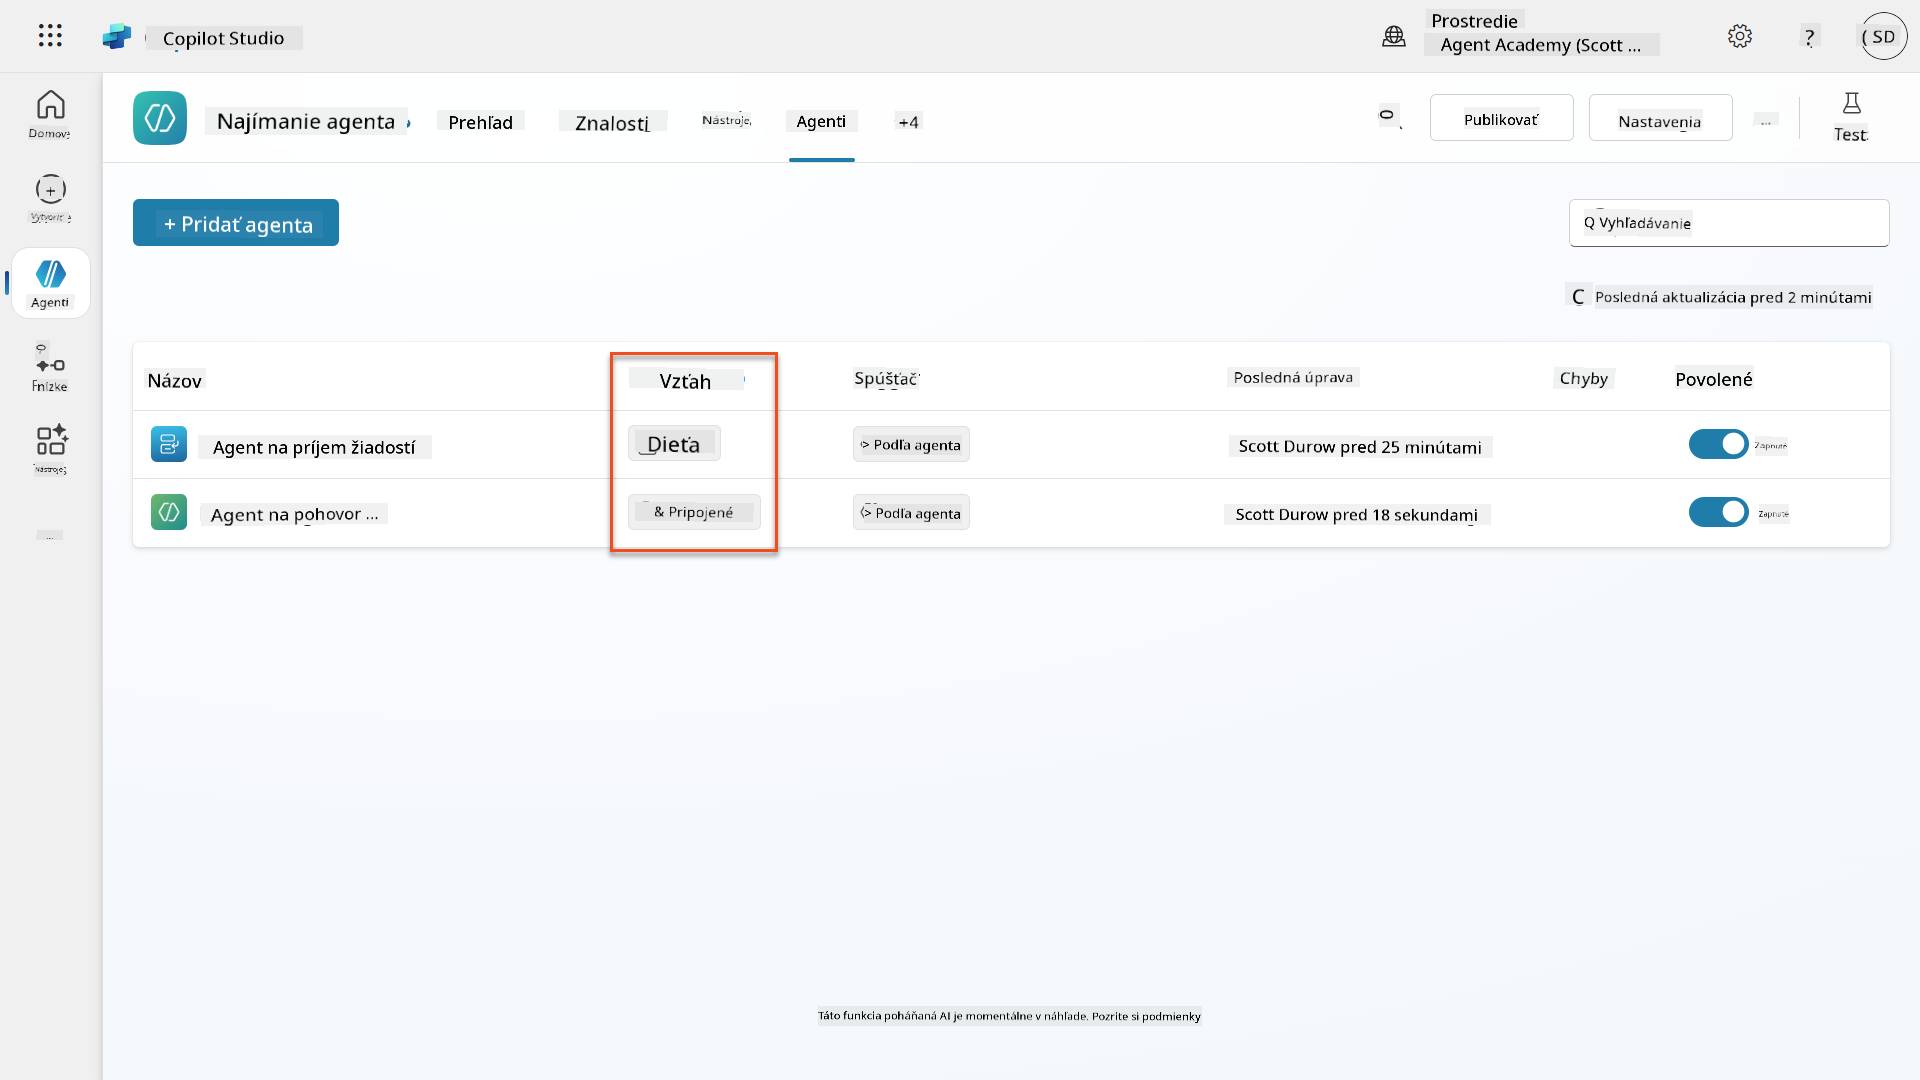 Copilot Studio
Prostredie
Agent Academy (Scott ...
?
SD
Najímanie agenta
Prehľad
Znalosti
Nástroje
Agenti
+4
Publikovať
Nastavenia
...
Test
Domov
Vytvoriť
Agenti
Nástroje
...
+ Pridať agenta
Vyhľadávanie
Posledná aktualizácia pred 2 minútami
Názov
Vzťah
Spúšťač
Posledná úprava
Chyby
Povolené
Agent na príjem žiadostí
Dieťa
Podľa agenta
Scott Durow pred 25 minútami
Zapnuté
Agent na pohovor ...
& Pripojené
Podľa agenta
Scott Durow pred 18 sekundami
Zapnuté
Táto funkcia poháňaná AI je momentálne v náhľade. Pozrite si podmienky